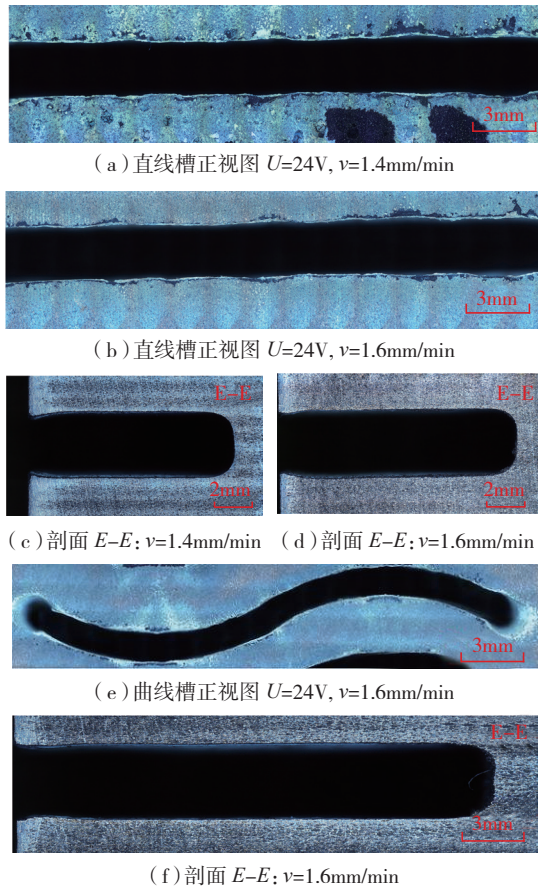 3mm
(a)直线槽正视图 U=24V, v=1.4mm/min
3mm
(b)直线槽正视图 U=24V, v=1.6mm/min
E-E E-E
2mm 2mm
(c)剖面 E-E:v=1.4mm/min (d)剖面 E-E:v=1.6mm/min
3mm
(e)曲线槽正视图 U=24V, v=1.6mm/min
E-E
3mm
(f)剖面 E-E:v=1.6mm/min